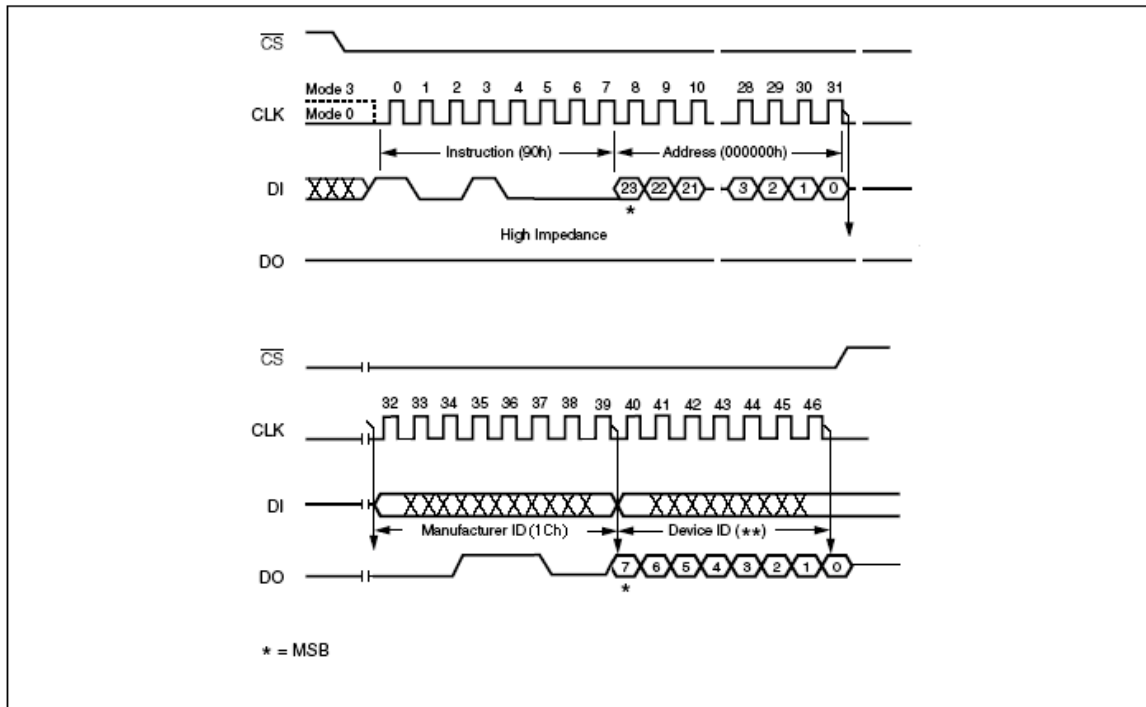 CS
Mode 3 0 1 2 3 4 5 6 7 8 9 10 28 29 30 31
CLK Mode 0
Instruction (90h) Address (000000h)
DI 23 22 21 3 2 1 0
*
High Impedance
DO
CS
32 33 34 35 36 37 38 39 40 41 42 43 44 45 46
CLK
DI
Manufacturer ID (1Ch) Device ID (**)
DO 7 6 5 4 3 2 1 0
*
* = MSB